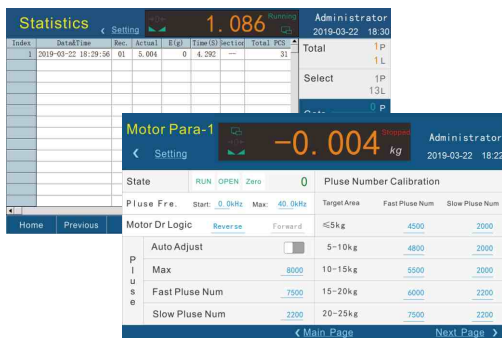 Statistics
Setting
1.086
Running
Administrator
2019-03-22 18:30
Index Data&Time Rec. Actual E(g) Time(S) Section Total PCS
1 2019-03-22 18:29:56 01 5.004 0 4.292 — 31
Total 1P
1L
Select 1P
13L
0 P
Home Previous
Motor Para-1
Setting
-0.004
Stopped
kg
Administrator
2019-03-22 18:22
State RUN OPEN Zero 0
Pluse Fre. Start: 0.0kHz Max: 40.0kHz
Motor Dr Logic Reverse Forward
Pluse
Auto Adjust
Max 8000
Fast Pluse Num 7500
Slow Pluse Num 2200
Pluse Number Calibration
Target Area Fast Pluse Num Slow Pluse Num
≤5kg 4500 2000
5-10kg 4800 2000
10-15kg 5500 2000
15-20kg 6000 2200
20-25kg 7500 2200
Main Page Next Page